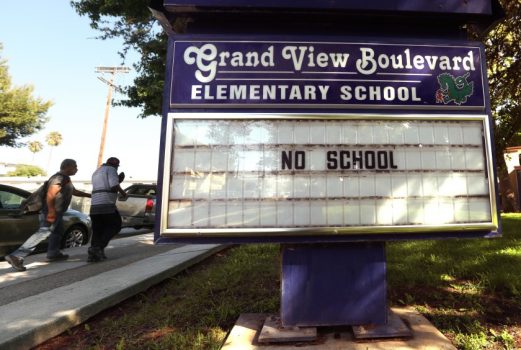 Grand View Boulevard
ELEMENTARY SCHOOL
NO SCHOOL